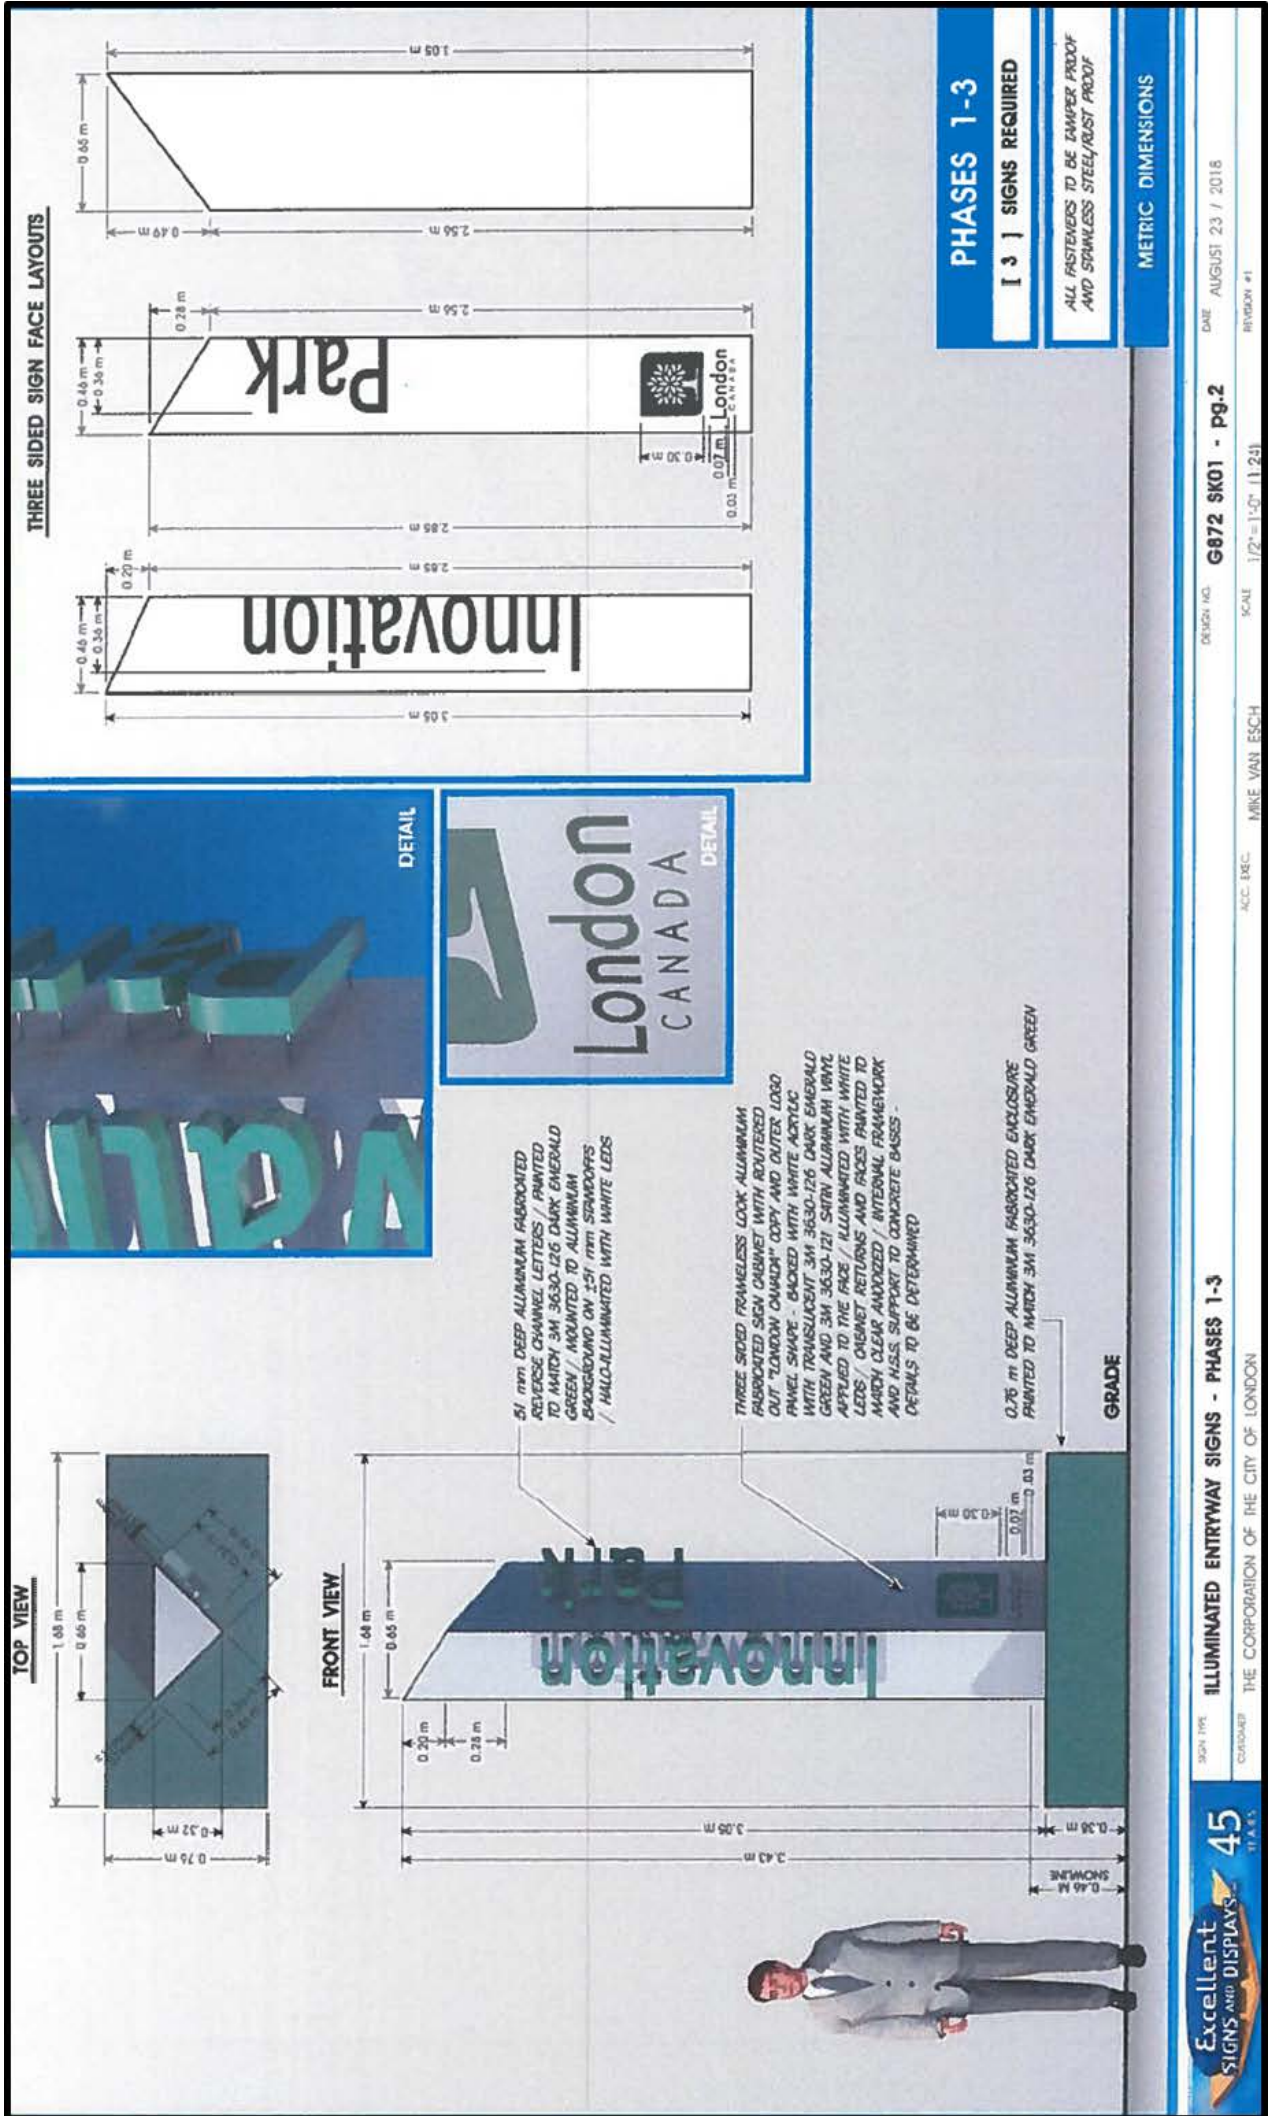 TOP VIEW
1.68 m
0.66 m
0.76 m
0.32 m
FRONT VIEW
1.68 m
0.65 m
0.20 m
0.28 m
3.05 m
3.43 m
0.38 m
0.46 M
SNOWLINE
Innovation
Park
0.30 m
0.07 m
0.03 m
51 mm DEEP ALUMINUM FABRICATED
REVERSE CHANNEL LETTERS / PAINTED
TO MATCH 3M 3630-126 DARK EMERALD
GREEN / MOUNTED TO ALUMINUM
BACKGROUND ON ±51 mm STANDOFFS
/ HALO-ILLUMINATED WITH WHITE LEDS
THREE SIDED FRAMELESS LOOK ALUMINUM
FABRICATED SIGN CABINET WITH ROUTERED
OUT "LONDON CANADA" COPY AND OUTER LOGO
PANEL SHAPE - BACKED WITH WHITE ACRYLIC
WITH TRANSLUCENT 3M 3630-126 DARK EMERALD
GREEN AND 3M 3630-121 SATIN ALUMINUM VINYL
APPLIED TO THE FACE / ILLUMINATED WITH WHITE
LEDS / CABINET RETURNS AND FACES PAINTED TO
MATCH CLEAR ANODIZED / INTERNAL FRAMEWORK
AND H.S.S. SUPPORT TO CONCRETE BASES -
DETAILS TO BE DETERMINED
0.76 m DEEP ALUMINUM FABRICATED ENCLOSURE
PAINTED TO MATCH 3M 3630-126 DARK EMERALD GREEN
GRADE
DETAIL
London
CANADA
DETAIL
THREE SIDED SIGN FACE LAYOUTS
0.46 m
0.36 m
0.20 m
3.05 m
2.85 m
Innovation
0.46 m
0.36 m
0.28 m
2.85 m
2.56 m
Park
0.30 m
0.07 m
0.03 m
London
CANADA
0.65 m
0.49 m
2.56 m
3.05 m
PHASES 1-3
[ 3 ] SIGNS REQUIRED
ALL FASTENERS TO BE TAMPER PROOF
AND STAINLESS STEEL/RUST PROOF
METRIC DIMENSIONS
Excellent
SIGNS AND DISPLAYS
45
YEARS
SIGN TYPE ILLUMINATED ENTRYWAY SIGNS - PHASES 1-3
DESIGN NO. G872 SK01 - pg.2
DATE AUGUST 23 / 2018
CUSTOMER THE CORPORATION OF THE CITY OF LONDON
ACC. EXEC. MIKE VAN ESCH
SCALE 1/2"=1'-0" (1:24)
REVISION #1